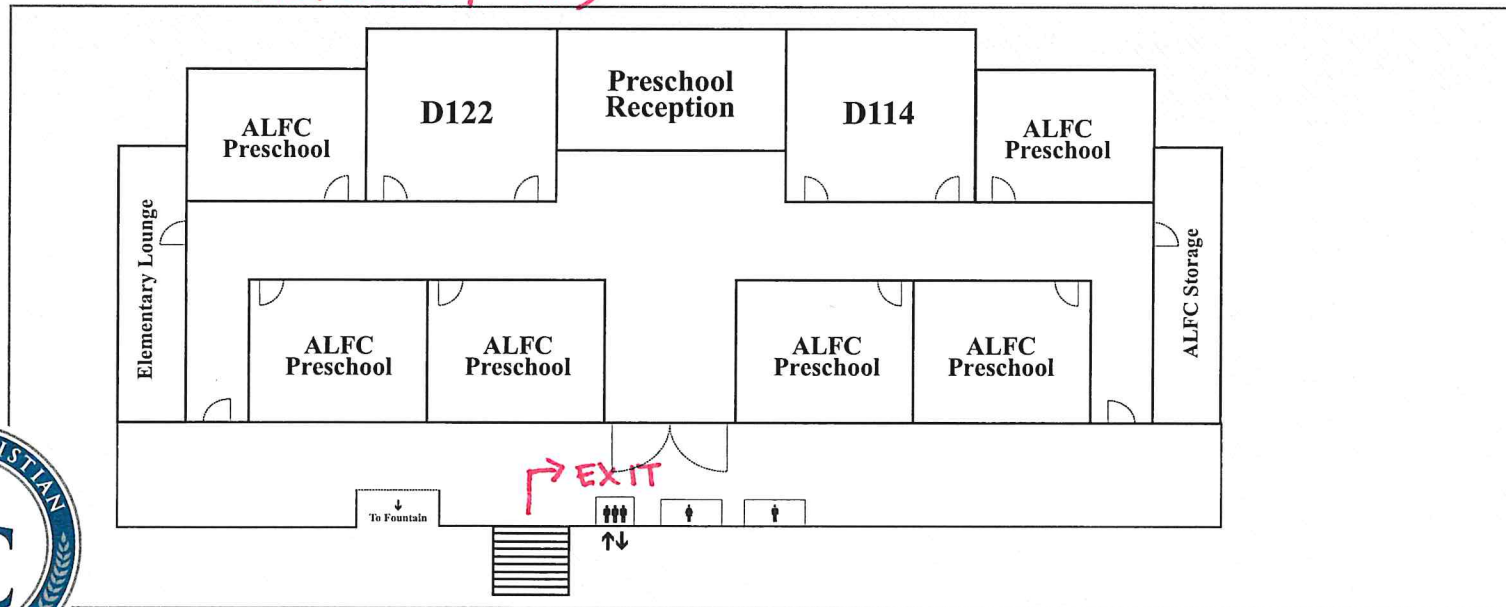 Preschool
Reception
D122
D114
ALFC
Preschool
ALFC
Preschool
Elementary Lounge
ALFC Storage
ALFC
Preschool
ALFC
Preschool
ALFC
Preschool
ALFC
Preschool
EXIT
To Fountain
ISTIAN
C